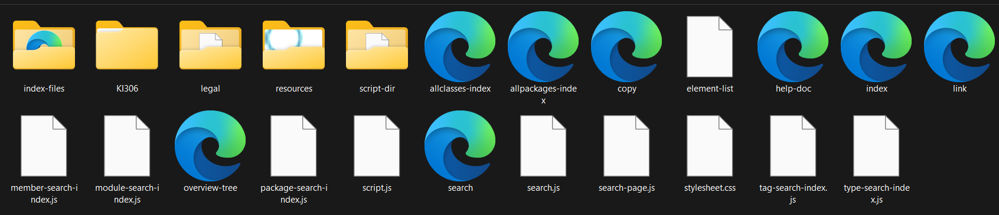 index-files
KI306
legal
resources
script-dir
allclasses-index
allpackages-inde
x
copy
element-list
help-doc
index
link
member-search-i
ndex.js
module-search-i
ndex.js
overview-tree
package-search-i
ndex.js
script.js
search
search.js
search-page.js
stylesheet.css
tag-search-index.
js
type-search-inde
x.js